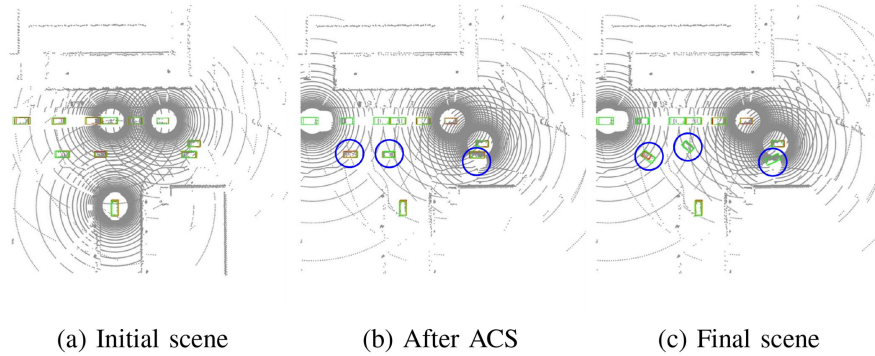 (a) Initial scene
(b) After ACS
(c) Final scene